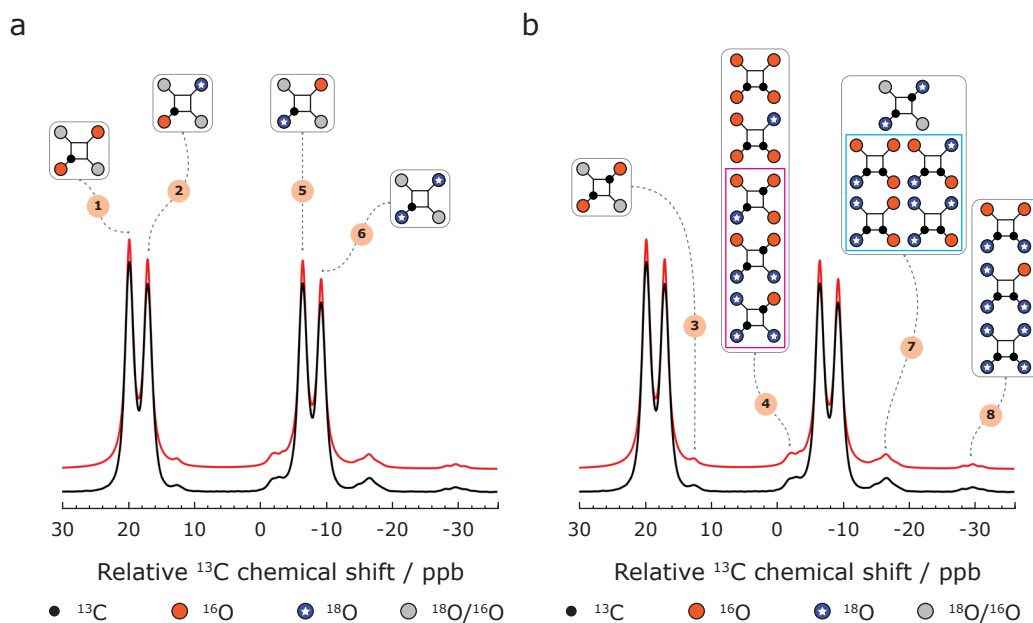 a
b
1
2
5
6
3
4
7
8
30 20 10 0 -10 -20 -30
30 20 10 0 -10 -20 -30
Relative ¹³C chemical shift / ppb
Relative ¹³C chemical shift / ppb
¹³C ¹⁶O ¹⁸O ¹⁸O/¹⁶O
¹³C ¹⁶O ¹⁸O ¹⁸O/¹⁶O